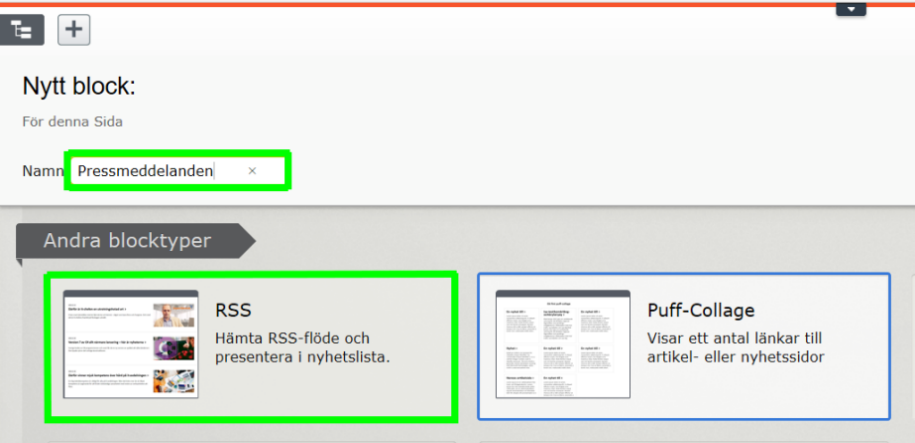 Nytt block:
För denna Sida
Namn Pressmeddelanden ×
Andra blocktyper
RSS
Hämta RSS-flöde och
presentera i nyhetslista.
Puff-Collage
Visar ett antal länkar till
artikel- eller nyhetssidor